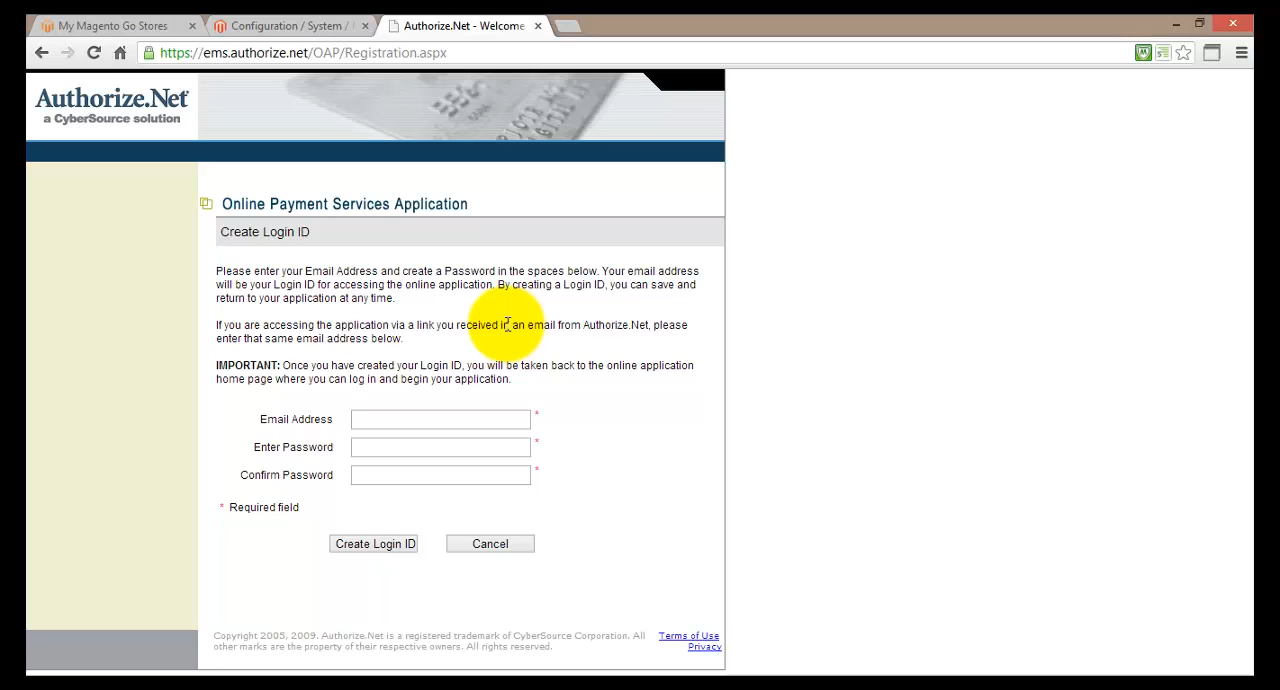 My Magento Go Stores
Configuration / System /
Authorize.Net - Welcome
https://ems.authorize.net/OAP/Registration.aspx
Authorize.Net
a CyberSource solution
Online Payment Services Application
Create Login ID
Please enter your Email Address and create a Password in the spaces below. Your email address
will be your Login ID for accessing the online application. By creating a Login ID, you can save and
return to your application at any time.
If you are accessing the application via a link you received in an email from Authorize.Net, please
enter that same email address below.
IMPORTANT: Once you have created your Login ID, you will be taken back to the online application
home page where you can log in and begin your application.
Email Address *
Enter Password *
Confirm Password *
* Required field
Create Login ID Cancel
Copyright 2005, 2009. Authorize.Net is a registered trademark of CyberSource Corporation. All
other marks are the property of their respective owners. All rights reserved.
Terms of Use
Privacy